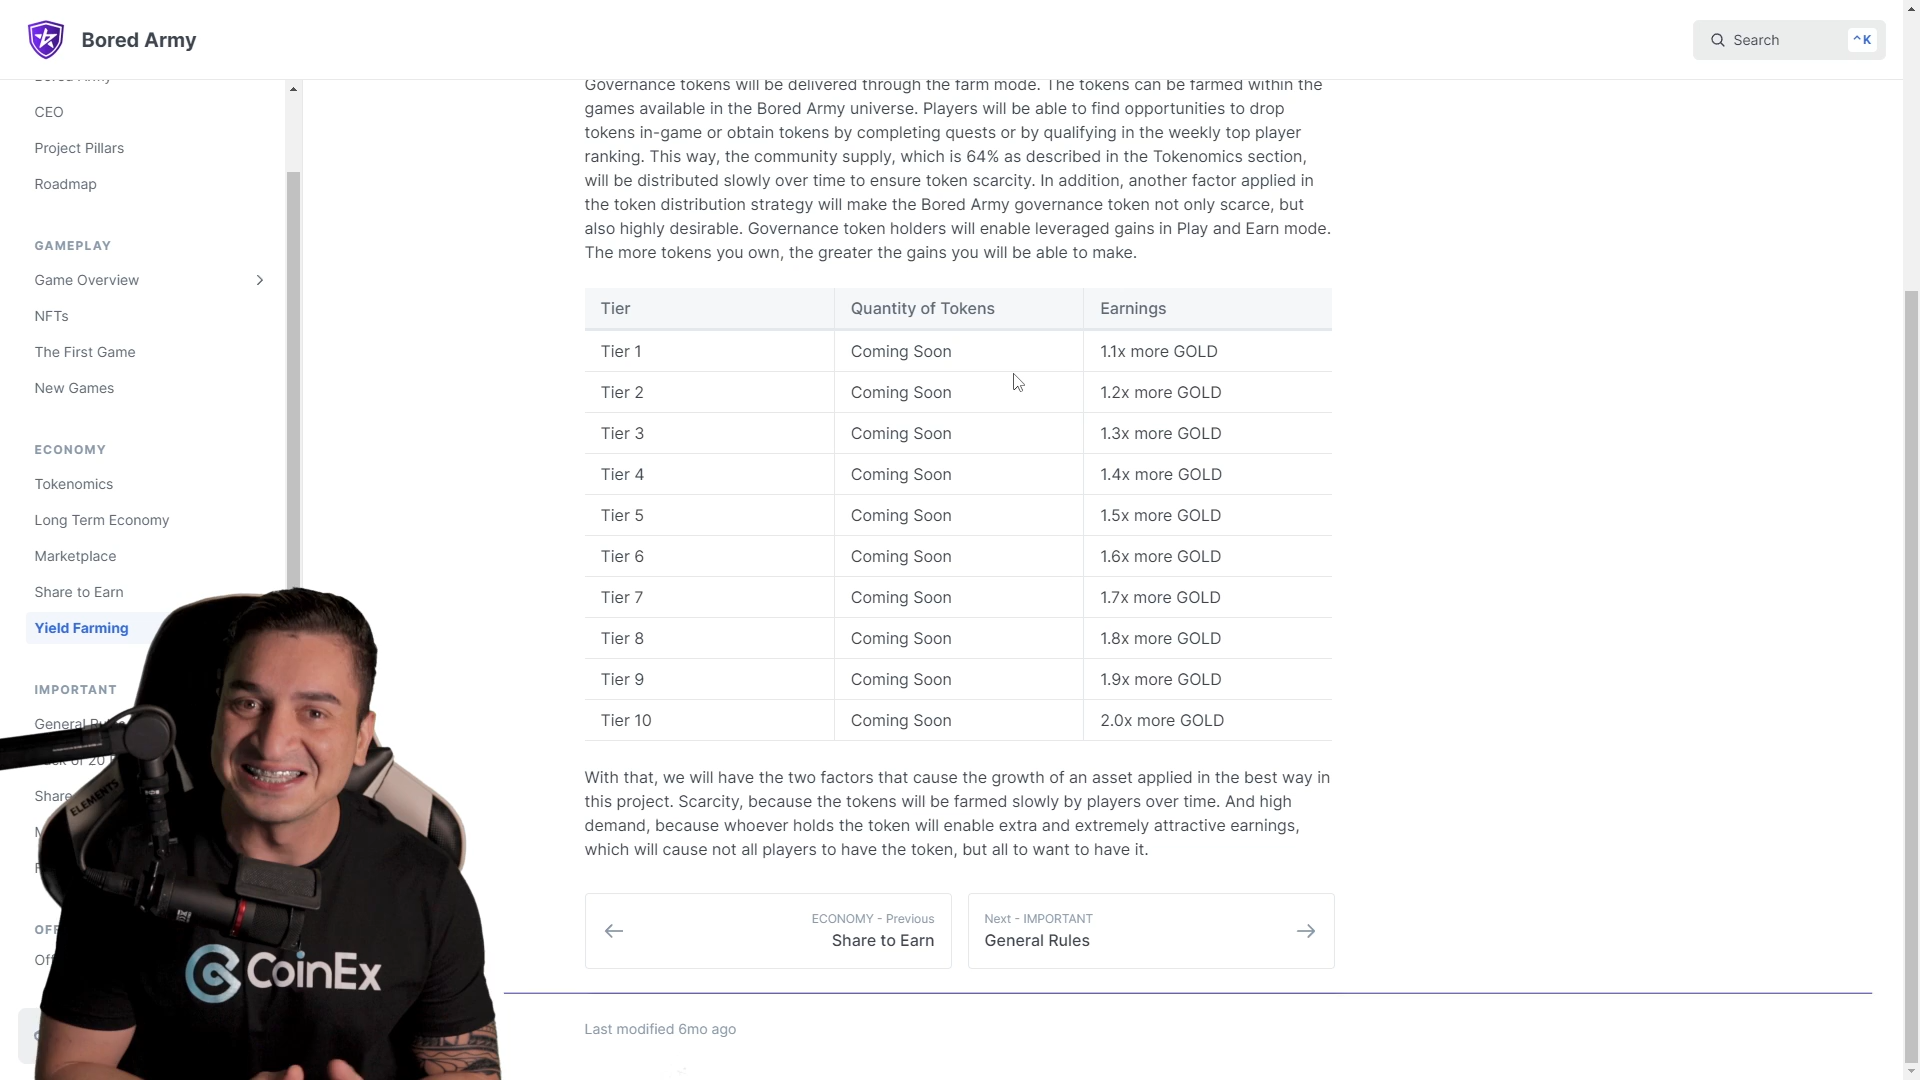 Bored Army
Search
^K
Bored Army
CEO
Project Pillars
Roadmap
GAMEPLAY
Game Overview
NFTs
The First Game
New Games
ECONOMY
Tokenomics
Long Term Economy
Marketplace
Share to Earn
Yield Farming
IMPORTANT
General
of 20
Share
Governance tokens will be delivered through the farm mode. The tokens can be farmed within the
games available in the Bored Army universe. Players will be able to find opportunities to drop
tokens in-game or obtain tokens by completing quests or by qualifying in the weekly top player
ranking. This way, the community supply, which is 64% as described in the Tokenomics section,
will be distributed slowly over time to ensure token scarcity. In addition, another factor applied in
the token distribution strategy will make the Bored Army governance token not only scarce, but
also highly desirable. Governance token holders will enable leveraged gains in Play and Earn mode.
The more tokens you own, the greater the gains you will be able to make.
Tier Quantity of Tokens Earnings
Tier 1 Coming Soon 1.1x more GOLD
Tier 2 Coming Soon 1.2x more GOLD
Tier 3 Coming Soon 1.3x more GOLD
Tier 4 Coming Soon 1.4x more GOLD
Tier 5 Coming Soon 1.5x more GOLD
Tier 6 Coming Soon 1.6x more GOLD
Tier 7 Coming Soon 1.7x more GOLD
Tier 8 Coming Soon 1.8x more GOLD
Tier 9 Coming Soon 1.9x more GOLD
Tier 10 Coming Soon 2.0x more GOLD
With that, we will have the two factors that cause the growth of an asset applied in the best way in
this project. Scarcity, because the tokens will be farmed slowly by players over time. And high
demand, because whoever holds the token will enable extra and extremely attractive earnings,
which will cause not all players to have the token, but all to want to have it.
ECONOMY - Previous
Share to Earn
Next - IMPORTANT
General Rules
Last modified 6mo ago
ELEMENTS
CoinEx